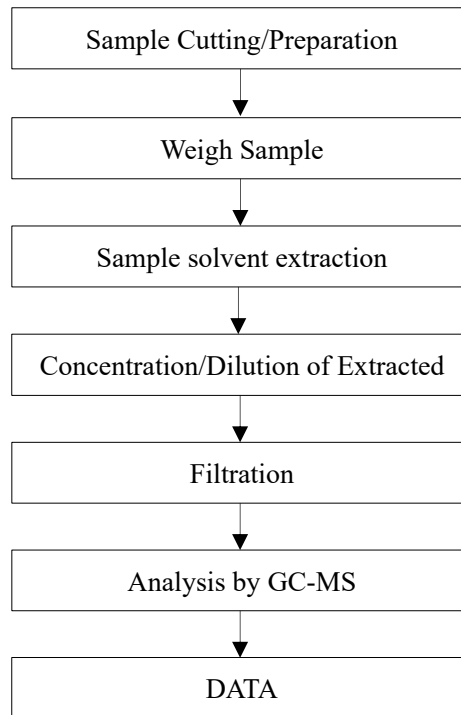 Sample Cutting/Preparation
Weigh Sample
Sample solvent extraction
Concentration/Dilution of Extracted
Filtration
Analysis by GC-MS
DATA